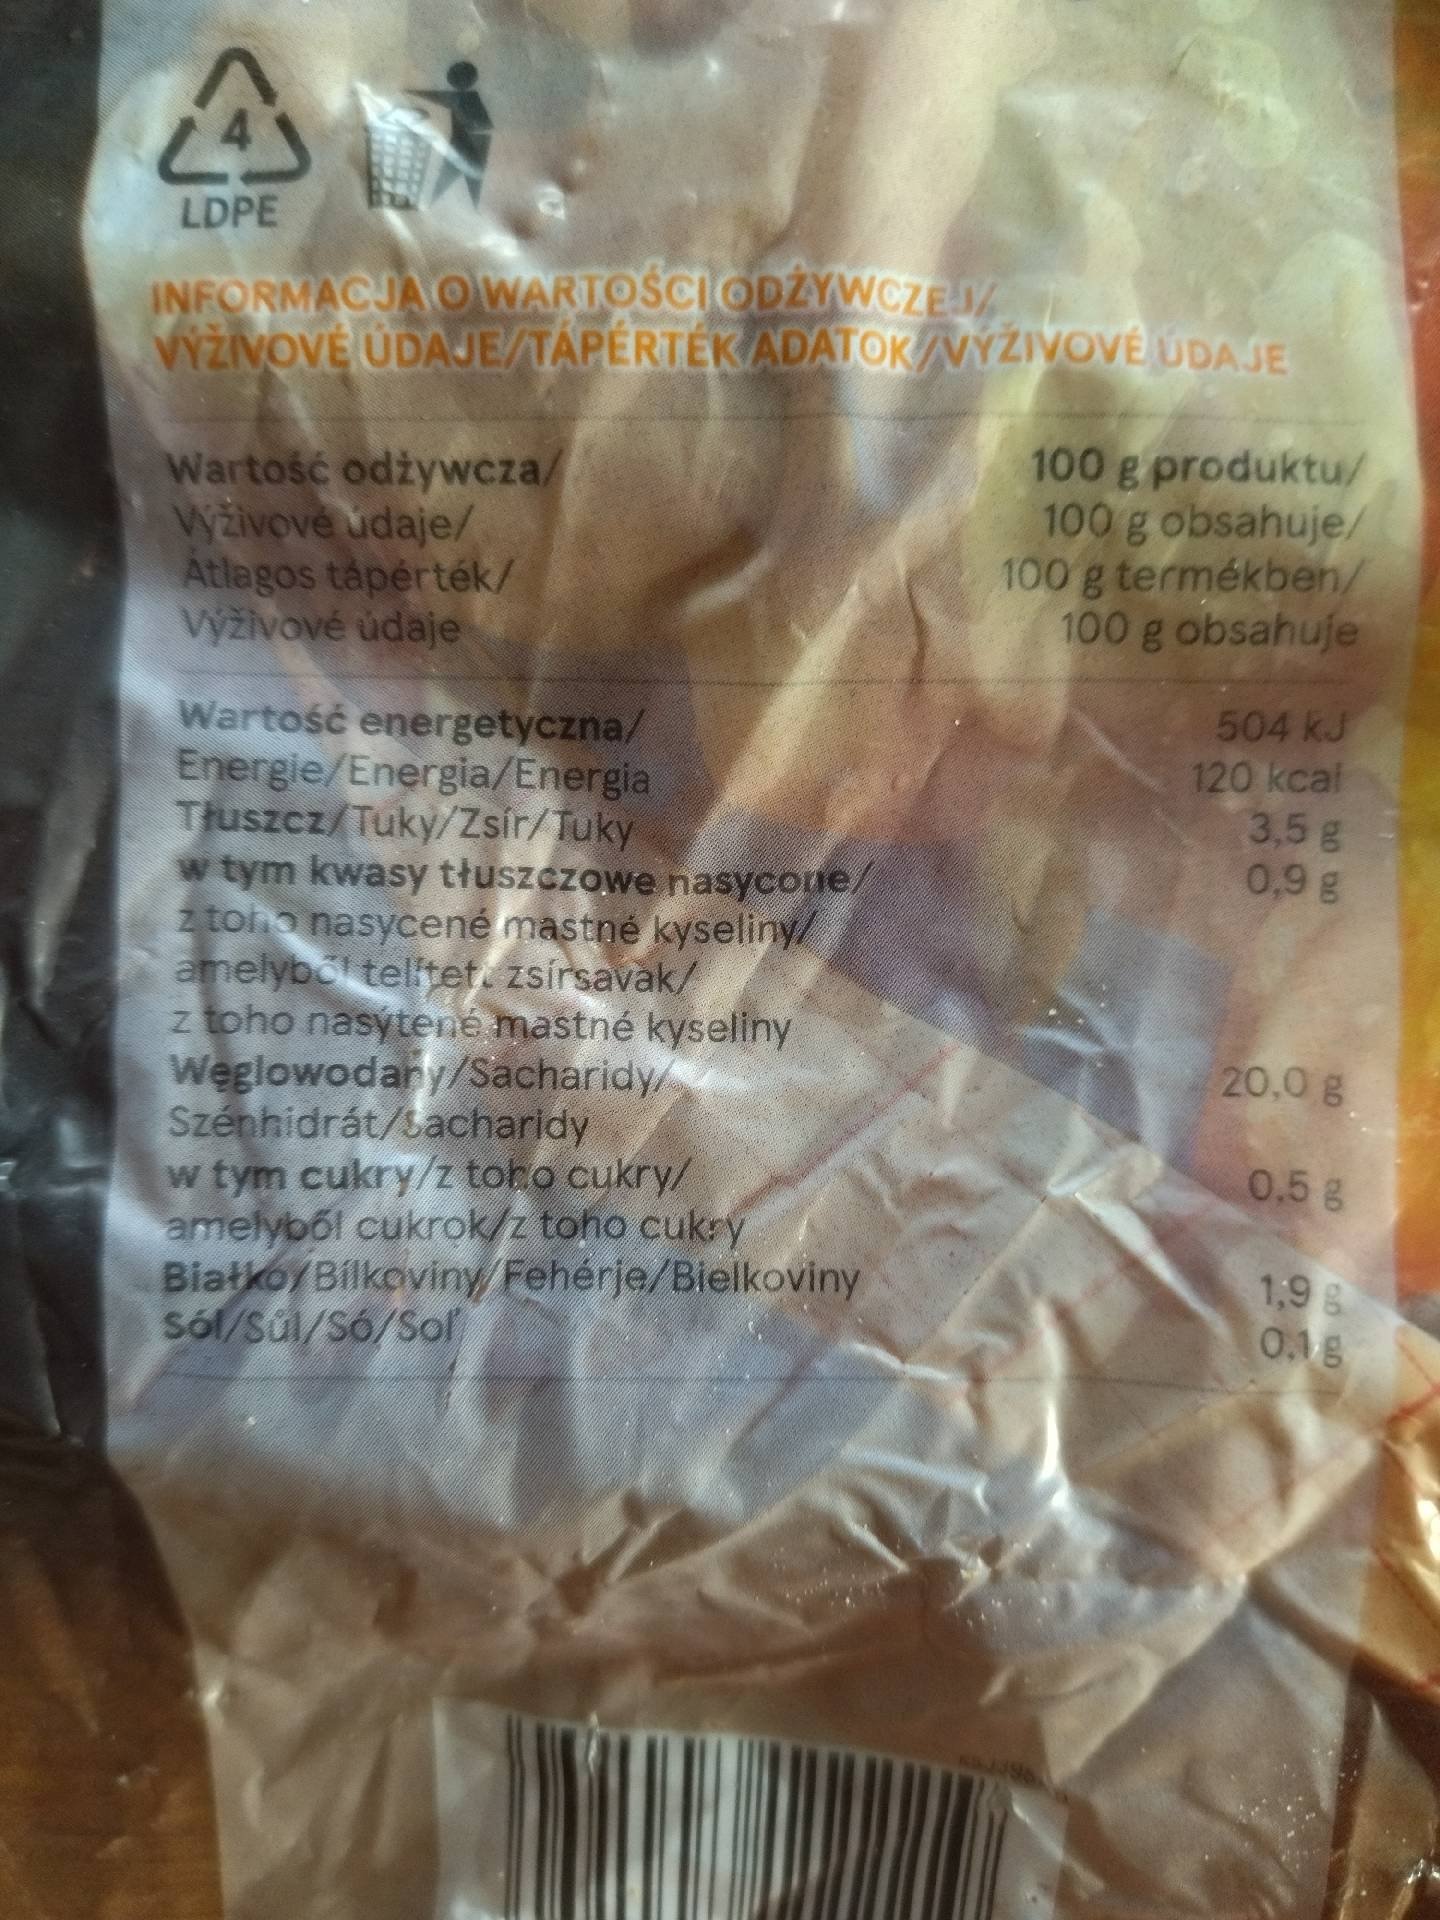 4
LDPE
INFORMACJA O WARTOŚCI ODŻYWCZEJ/
VÝŽIVOVÉ ÚDAJE/TÁPÉRTÉK ADATOK/VÝŽIVOVÉ ÚDAJE
Wartość odżywcza/ 100 g produktu/
Výživové údaje/ 100 g obsahuje/
Átlagos tápérték/ 100 g termékben/
Výživové údaje 100 g obsahuje
Wartość energetyczna/ 504 kJ
Energie/Energia/Energia 120 kcal
Tłuszcz/Tuky/Zsír/Tuky 3,5 g
w tym kwasy tłuszczowe nasycone/ 0,9 g
z toho nasycené mastné kyseliny/
amelyből telített zsírsavak/
z toho nasýtené mastné kyseliny
Węglowodany/Sacharidy/ 20,0 g
Szénhidrát/Sacharidy
w tym cukry/z toho cukry/ 0,5 g
amelyből cukrok/z toho cukry
Białko/Bílkoviny/Fehérje/Bielkoviny 1,9 g
Sól/Sůl/Só/Soľ 0,1 g